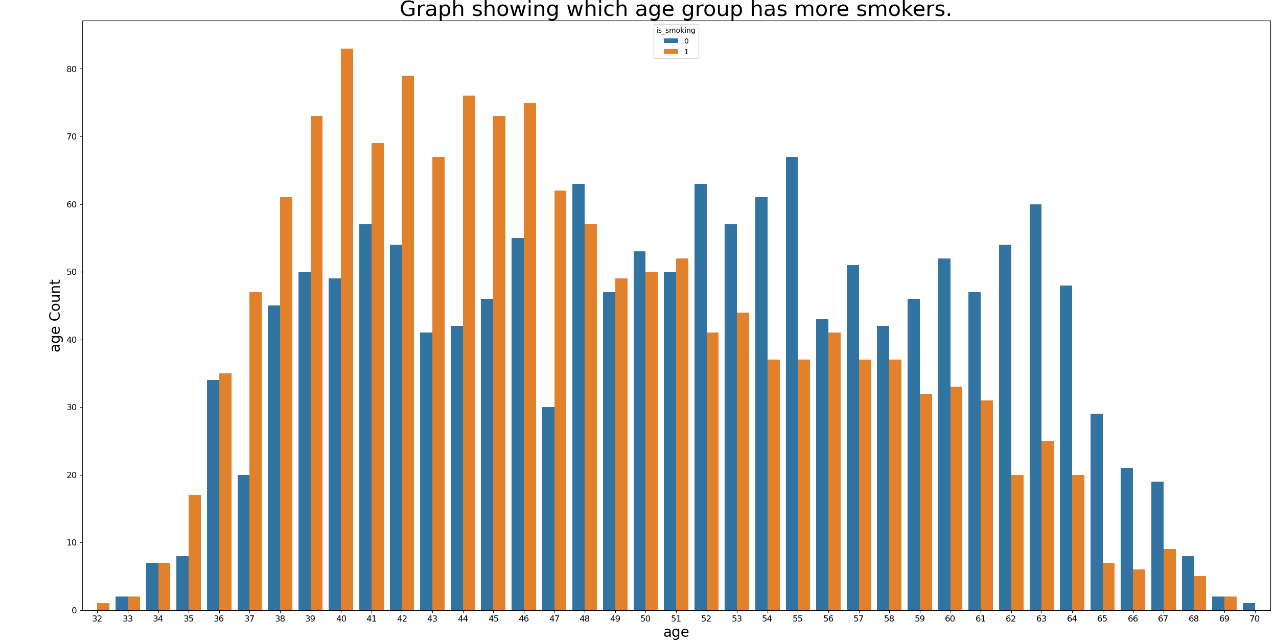 Graph showing which age group has more smokers.
is_smoking
0
1
80
70
60
50
40
30
20
10
0
age Count
32 33 34 35 36 37 38 39 40 41 42 43 44 45 46 47 48 49 50 51 52 53 54 55 56 57 58 59 60 61 62 63 64 65 66 67 68 69 70
age